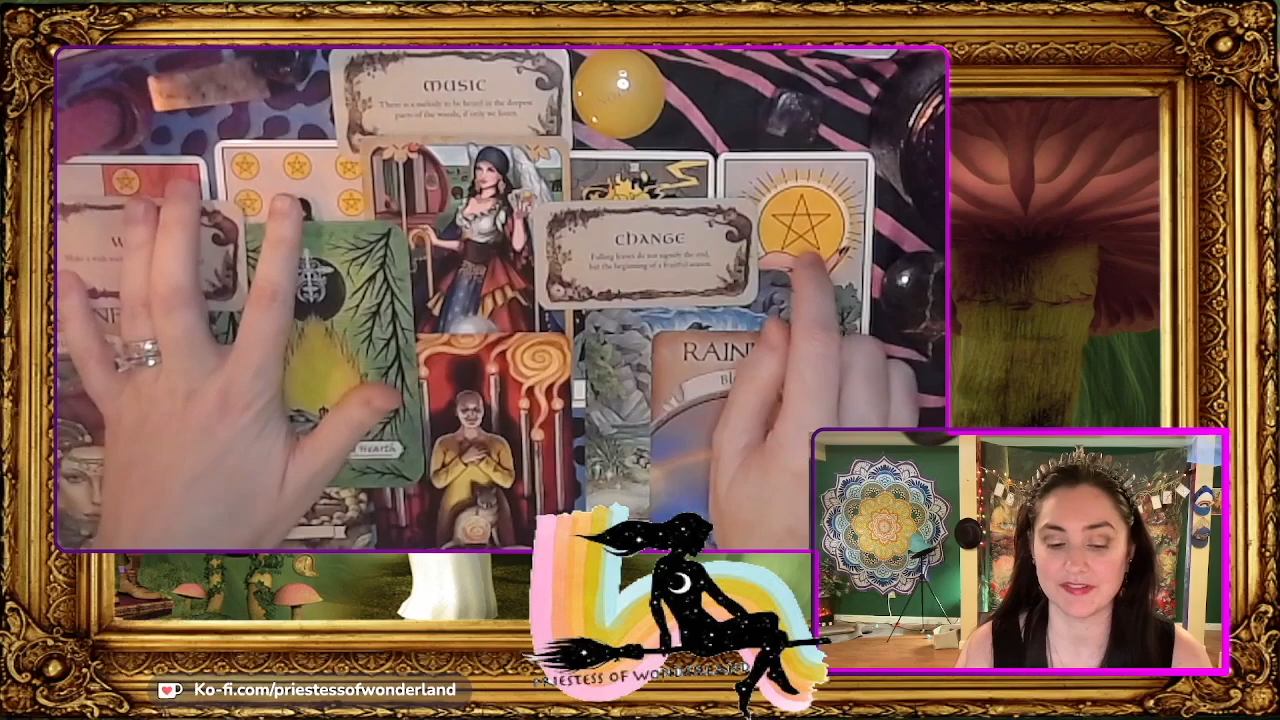 MUSIC
There is a melody to be heard in the deepest
parts of the woods, if only we listen.
CHANGE
Falling leaves do not signify the end,
but the beginning of a fruitful season.
Hearth
PRIESTESS OF WONDERLAND
Ko-fi.com/priestessofwonderland